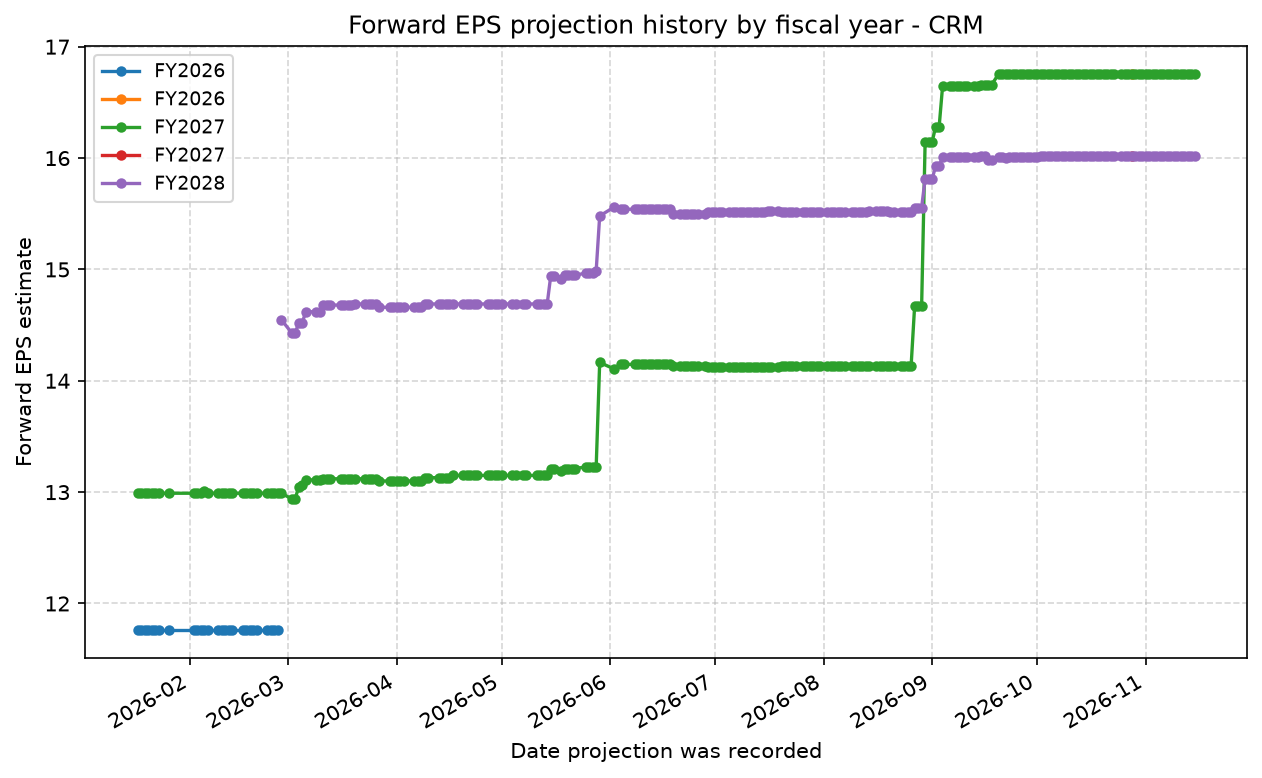 Forward EPS projection history by fiscal year - CRM
17
16
15
14
13
12
Forward EPS estimate
FY2026
FY2026
FY2027
FY2027
FY2028
2026-02
2026-03
2026-04
2026-05
2026-06
2026-07
2026-08
2026-09
2026-10
2026-11
Date projection was recorded